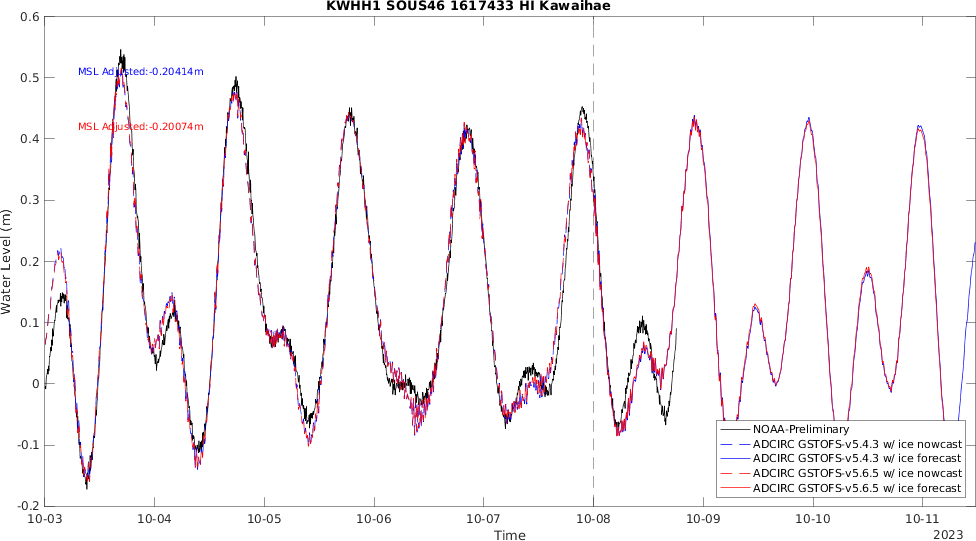 KWHH1 SOUS46 1617433 HI Kawaihae
Water Level (m)
0.6
0.5
0.4
0.3
0.2
0.1
0
-0.1
-0.2
MSL Adjusted:-0.20414m
MSL Adjusted:-0.20074m
NOAA-Preliminary
ADCIRC GSTOFS-v5.4.3 w/ ice nowcast
ADCIRC GSTOFS-v5.4.3 w/ ice forecast
ADCIRC GSTOFS-v5.6.5 w/ ice nowcast
ADCIRC GSTOFS-v5.6.5 w/ ice forecast
10-03 10-04 10-05 10-06 10-07 10-08 10-09 10-10 10-11
Time
2023